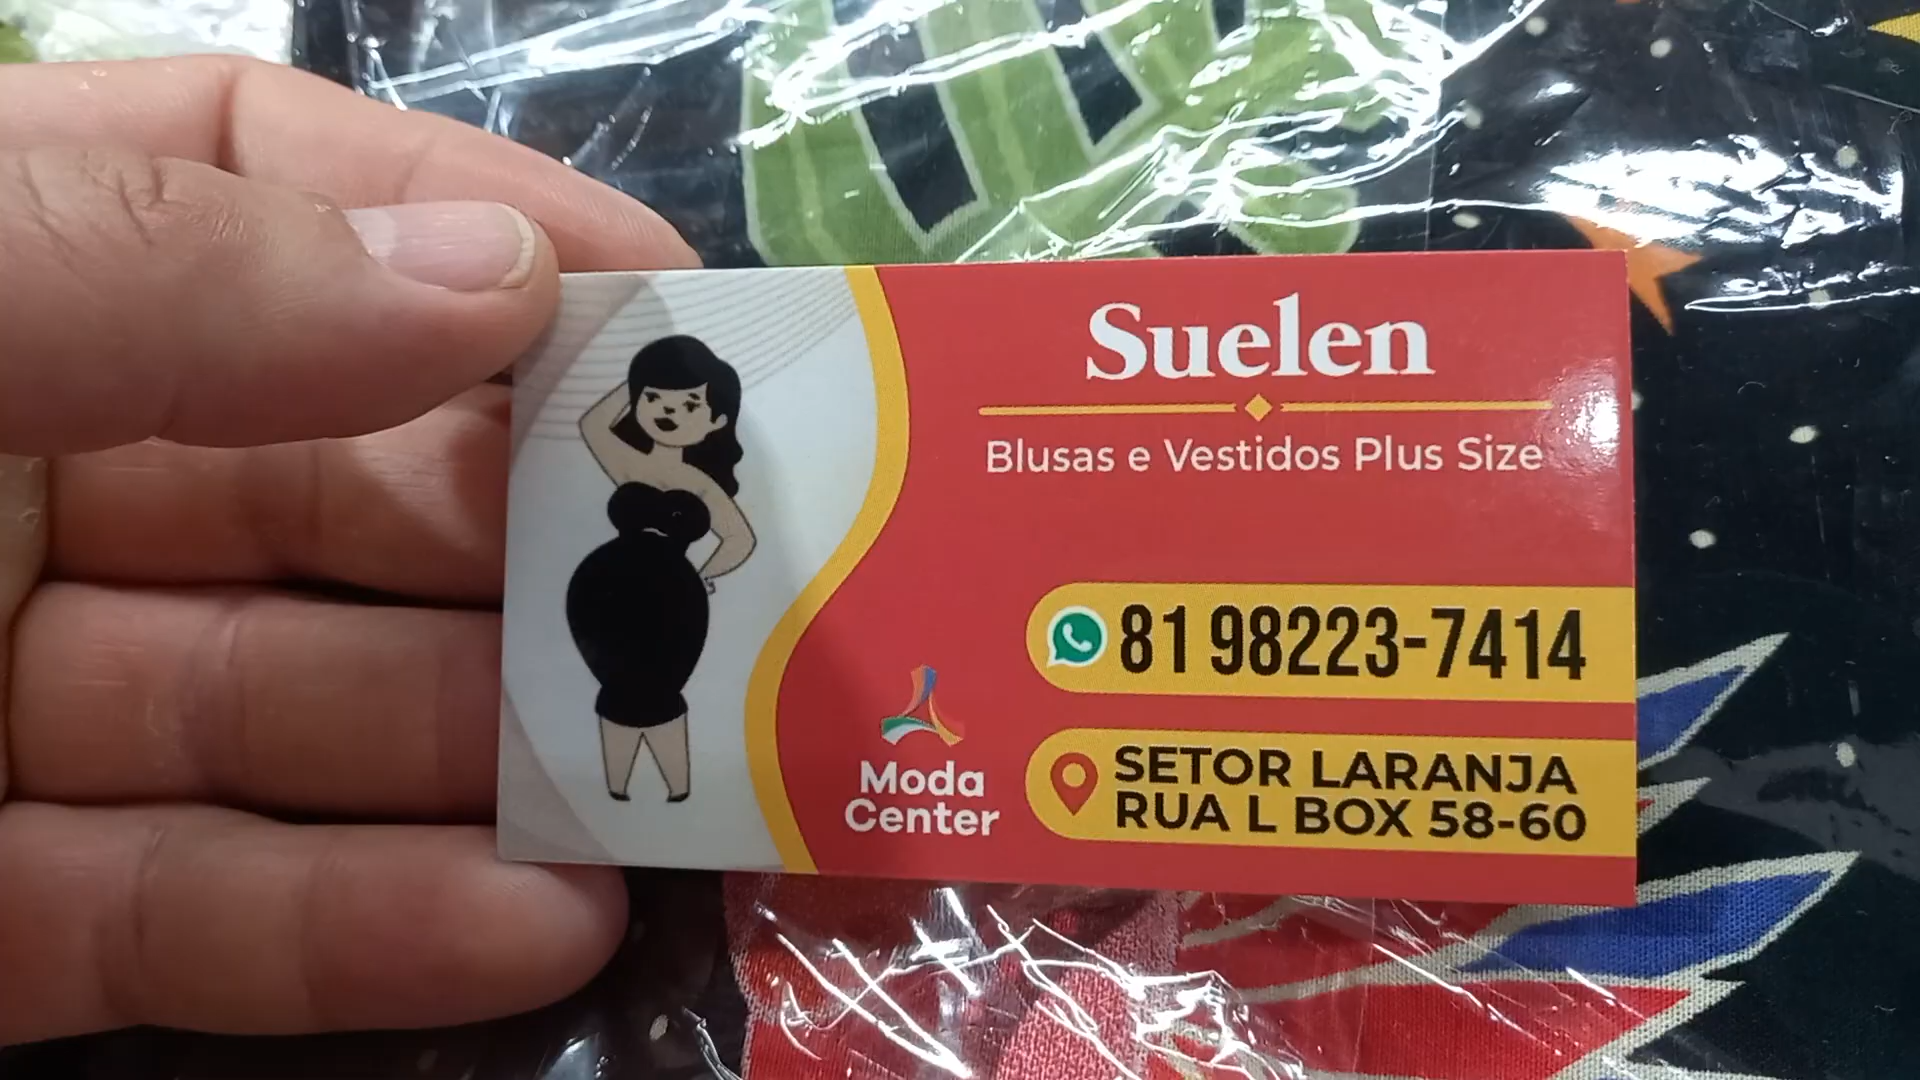 Suelen
Blusas e Vestidos Plus Size
81 98223-7414
Moda
Center
SETOR LARANJA
RUA L BOX 58-60